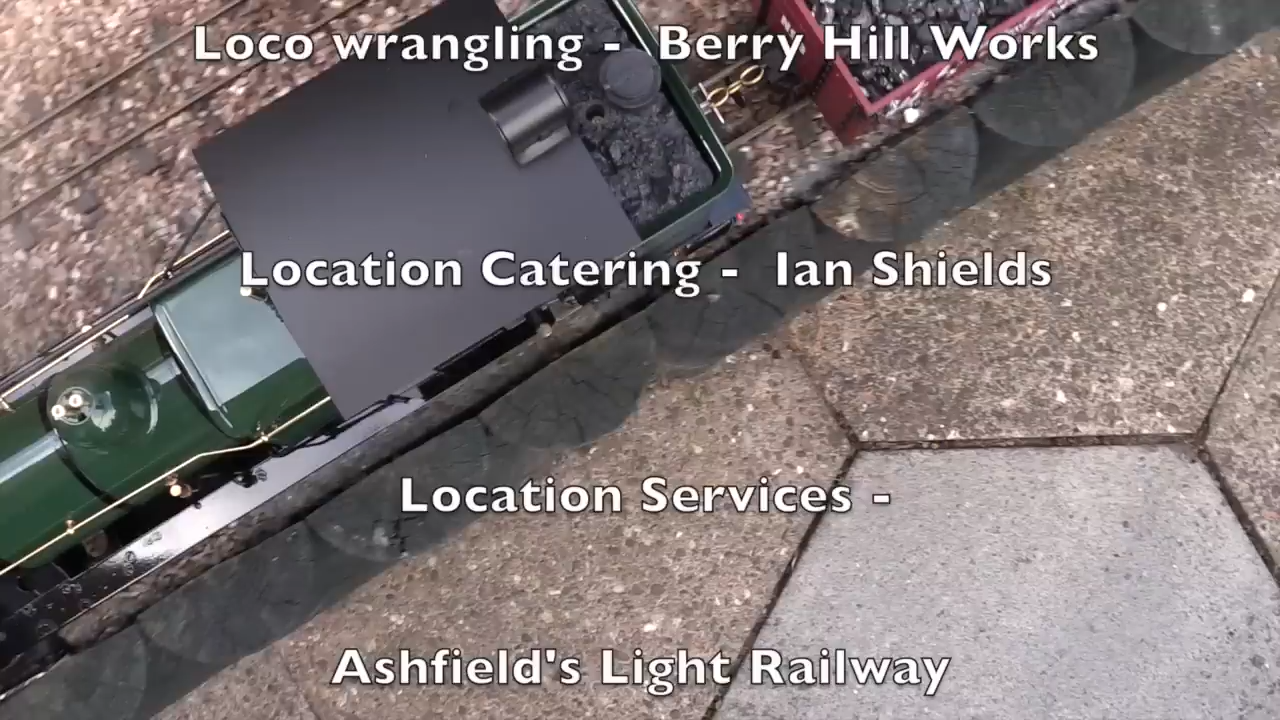 Loco wrangling - Berry Hill Works
Location Catering - Ian Shields
Location Services -
Ashfield's Light Railway